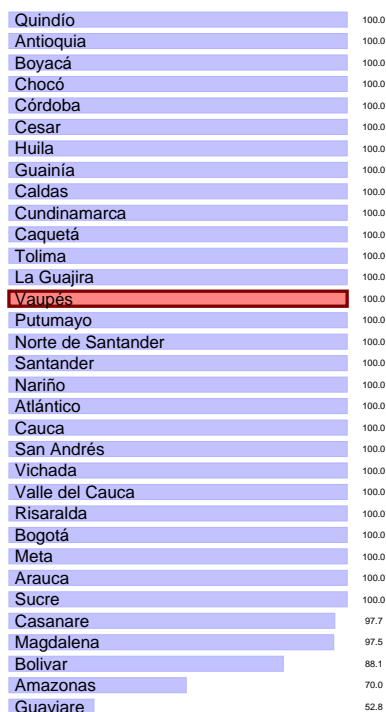 Quindío 100.0
Antioquia 100.0
Boyacá 100.0
Chocó 100.0
Córdoba 100.0
Cesar 100.0
Huila 100.0
Guainía 100.0
Caldas 100.0
Cundinamarca 100.0
Caquetá 100.0
Tolima 100.0
La Guajira 100.0
Vaupés 100.0
Putumayo 100.0
Norte de Santander 100.0
Santander 100.0
Nariño 100.0
Atlántico 100.0
Cauca 100.0
San Andrés 100.0
Vichada 100.0
Valle del Cauca 100.0
Risaralda 100.0
Bogotá 100.0
Meta 100.0
Arauca 100.0
Sucre 100.0
Casanare 97.7
Magdalena 97.5
Bolivar 88.1
Amazonas 70.0
Guaviare 52.8